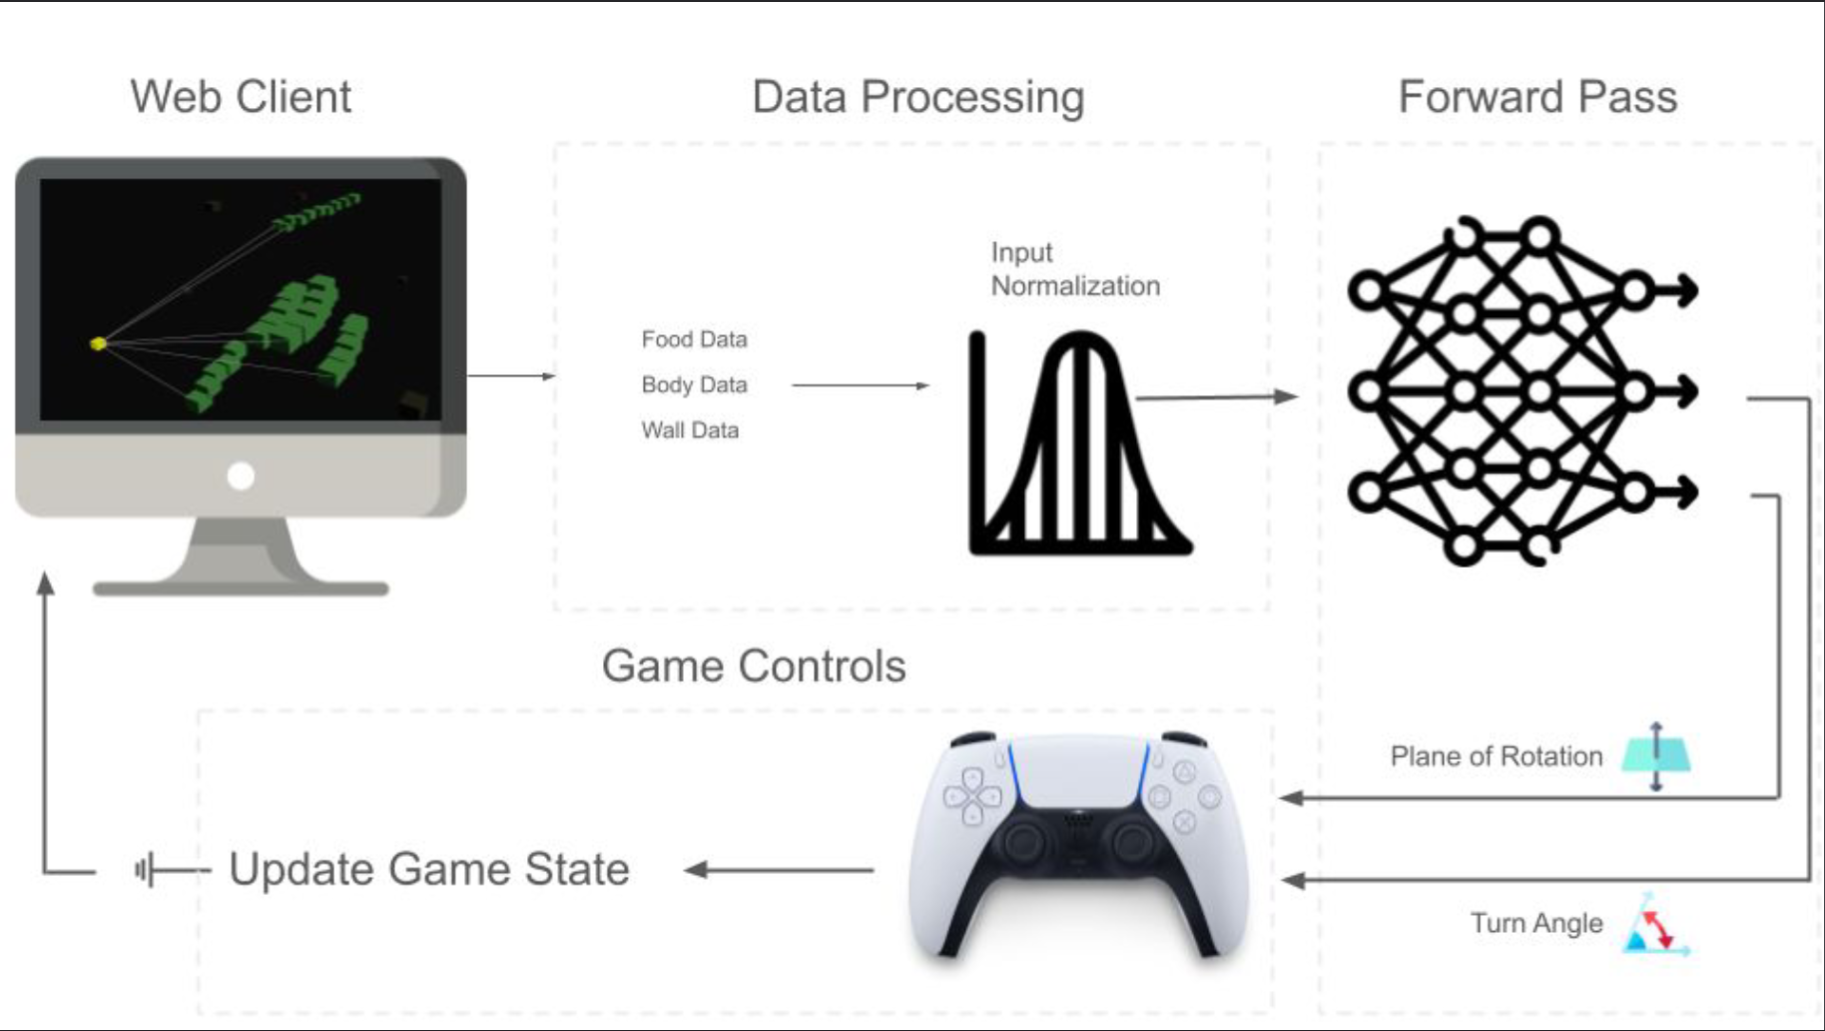 Web Client
Data Processing
Forward Pass
Input
Normalization
Food Data
Body Data
Wall Data
Game Controls
Plane of Rotation
Update Game State
Turn Angle